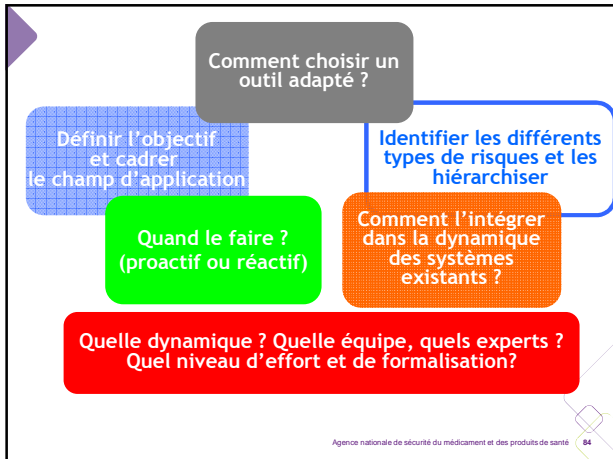 Comment choisir un
outil adapté ?
Définir l’objectif
et cadrer
le champ d’application
Identifier les différents
types de risques et les
hiérarchiser
Quand le faire ?
(proactif ou réactif)
Comment l’intégrer
dans la dynamique
des systèmes
existants ?
Quelle dynamique ? Quelle équipe, quels experts ?
Quel niveau d’effort et de formalisation?
Agence nationale de sécurité du médicament et des produits de santé 84